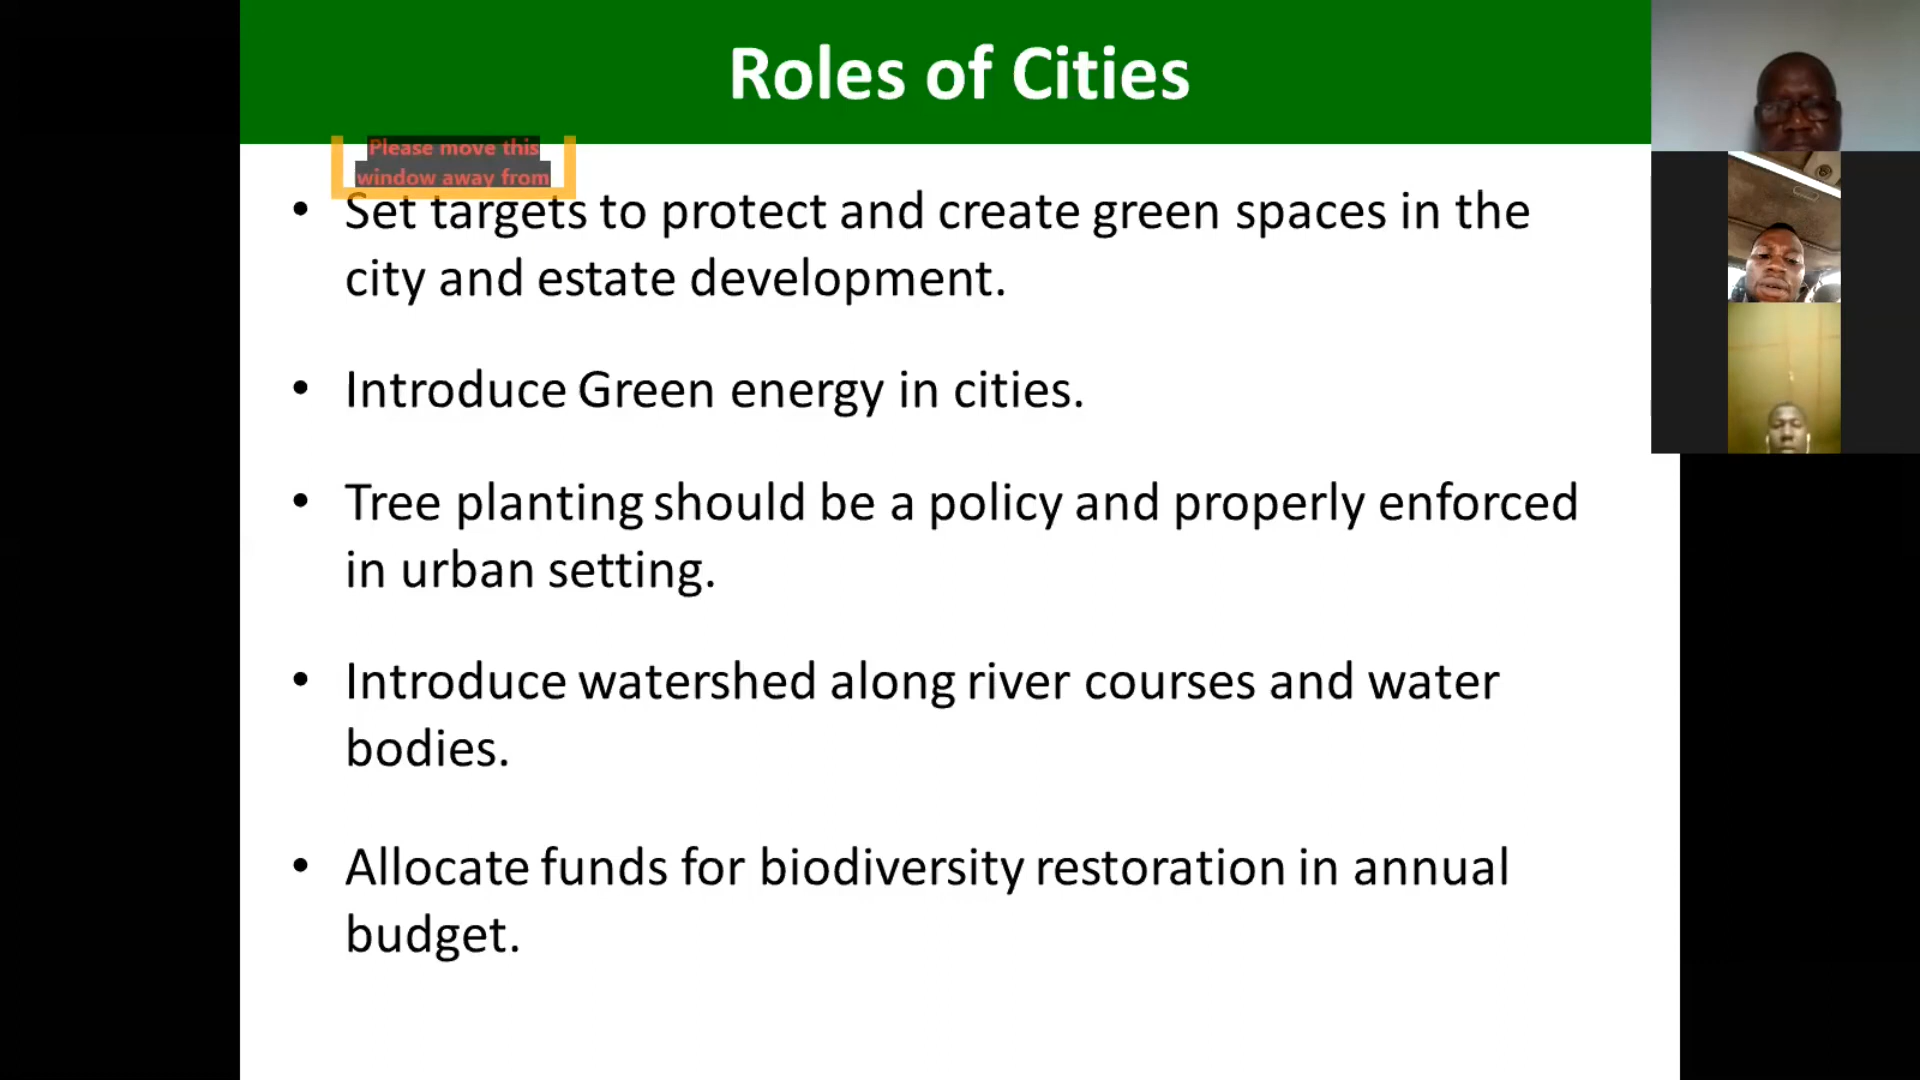 Roles of Cities
Please move this
window away from
• Set targets to protect and create green spaces in the
city and estate development.
• Introduce Green energy in cities.
• Tree planting should be a policy and properly enforced
in urban setting.
• Introduce watershed along river courses and water
bodies.
• Allocate funds for biodiversity restoration in annual
budget.